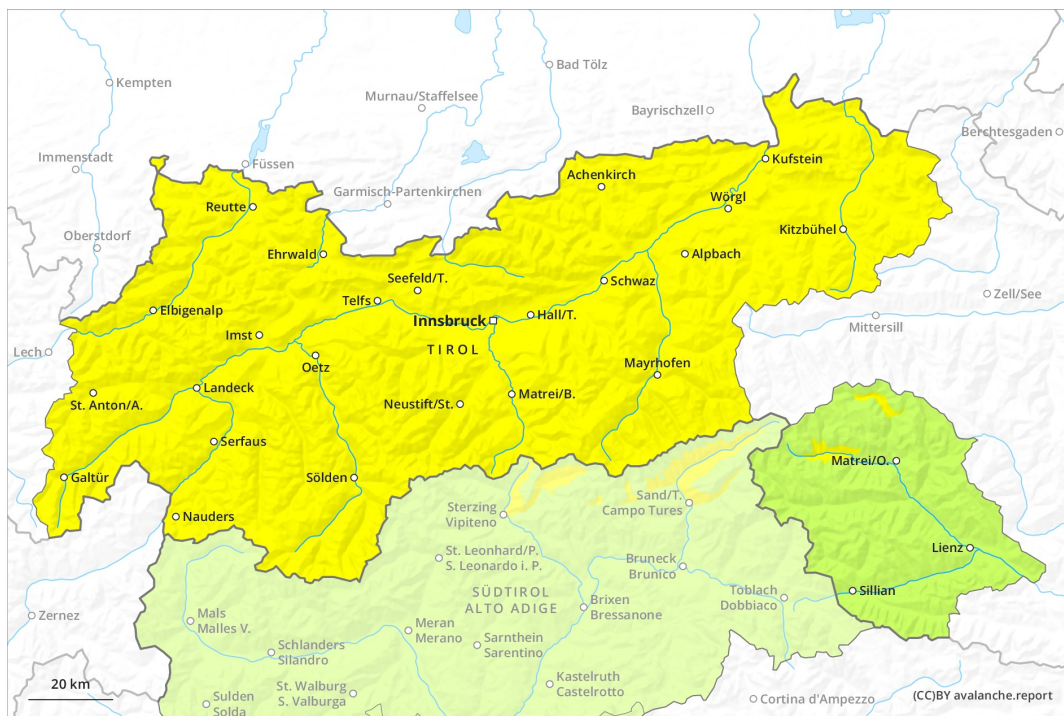 Kempten
Bad Tölz
Murnau/Staffelsee
Bayrischzell
Berchtesgaden
Immenstadt
Füssen
Kufstein
Achenkirch
Garmisch-Partenkirchen
Wörgl
Reutte
Oberstdorf
Kitzbühel
Ehrwald
Alpbach
Seefeld/T.
Schwaz
Zell/See
Telfs
Elbigenalp
Hall/T.
Innsbruck
Mittersill
Imst
TIROL
Lech
Oetz
Mayrhofen
Landeck
St. Anton/A.
Neustift/St.
Matrei/B.
Serfaus
Matrei/O.
Galtür
Sölden
Sand/T.
Campo Tures
Sterzing
Vipiteno
Nauders
Lienz
St. Leonhard/P.
S. Leonardo i. P.
Bruneck
Brunico
SÜDTIROL
ALTO ADIGE
Toblach
Dobbiaco
Sillian
Brixen
Bressanone
Zernez
Mals
Malles V.
Meran
Merano
Sarnthein
Sarentino
Schlanders
Silandro
20 km
St. Walburg
S. Valburga
Kastelruth
Castelrotto
Sulden
Solda
Cortina d'Ampezzo
(CC)BY avalanche.report